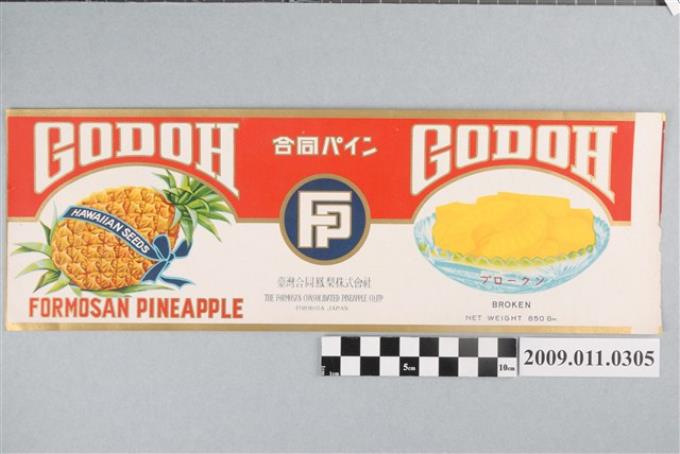 GODOH
HAWAIIAN SEEDS
FORMOSAN PINEAPPLE
合同パイン
FP
臺灣合同鳳梨株式會社
THE FORMOSAN CONSOLIDATED PINEAPPLE CO,LTD
FORMOSA JAPAN
GODOH
ブロークン
BROKEN
NET WEIGHT 850 Gm
5cm
10cm
2009.011.0305